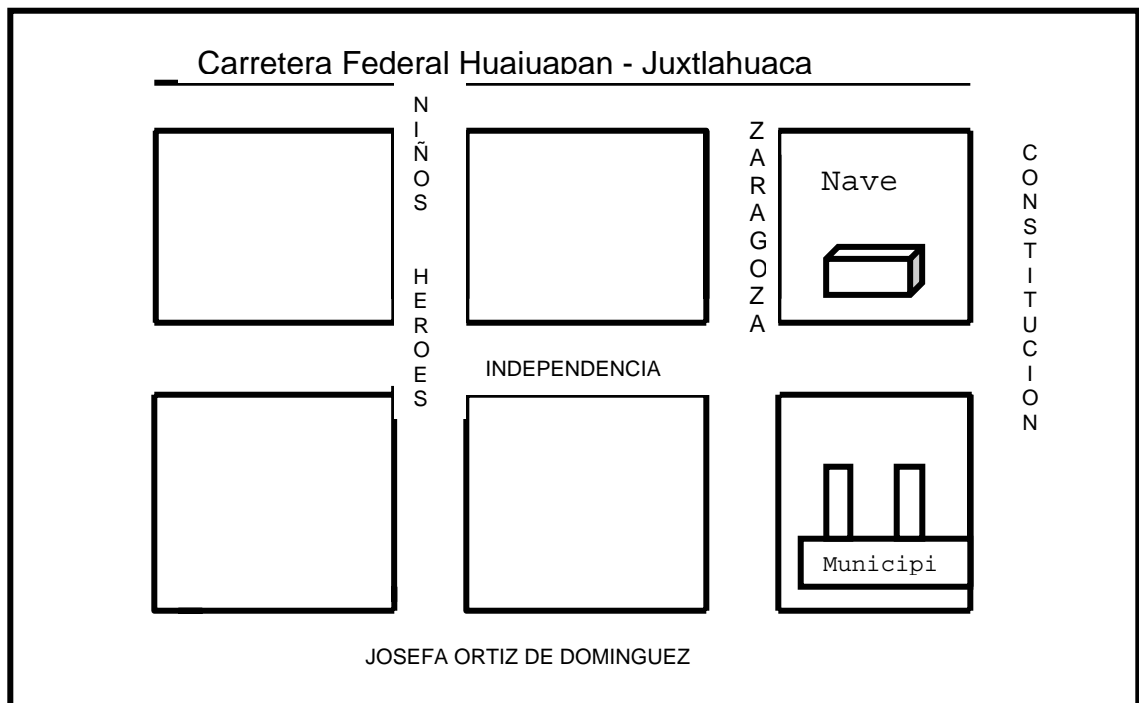 Carretera Federal Huajuapan - Juxtlahuaca
NIÑOS HEROES
ZARAGOZA
Nave
CONSTITUCION
INDEPENDENCIA
Municipi
JOSEFA ORTIZ DE DOMINGUEZ